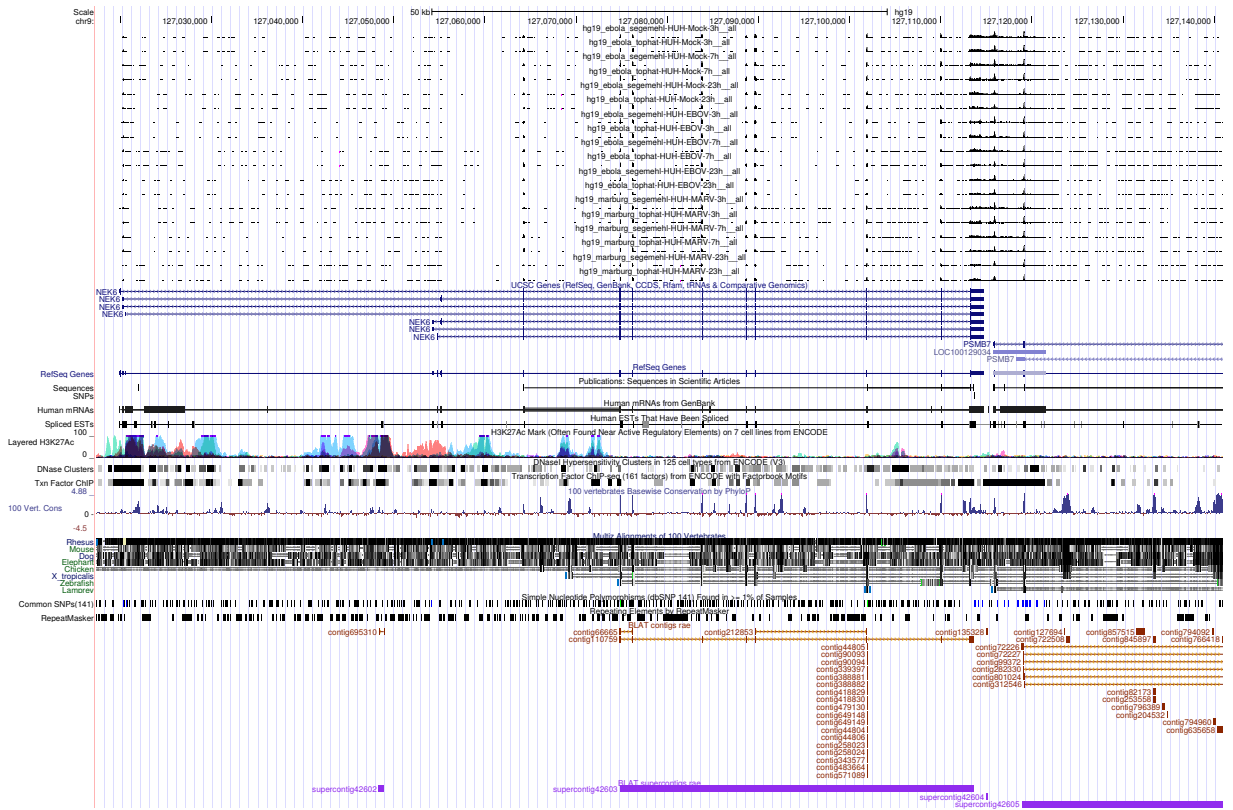 Scale 50 kb hg19
chr9: 127,030,000 127,040,000 127,050,000 127,060,000 127,070,000 127,080,000 127,090,000 127,100,000 127,110,000 127,120,000 127,130,000 127,140,000
hg19_ebola_segemehl-HUH-Mock-3h__all
hg19_ebola_tophat-HUH-Mock-3h__all
hg19_ebola_segemehl-HUH-Mock-7h__all
hg19_ebola_tophat-HUH-Mock-7h__all
hg19_ebola_segemehl-HUH-Mock-23h__all
hg19_ebola_tophat-HUH-Mock-23h__all
hg19_ebola_segemehl-HUH-EBOV-3h__all
hg19_ebola_tophat-HUH-EBOV-3h__all
hg19_ebola_segemehl-HUH-EBOV-7h__all
hg19_ebola_tophat-HUH-EBOV-7h__all
hg19_ebola_segemehl-HUH-EBOV-23h__all
hg19_ebola_tophat-HUH-EBOV-23h__all
hg19_marburg_segemehl-HUH-MARV-3h__all
hg19_marburg_tophat-HUH-MARV-3h__all
hg19_marburg_segemehl-HUH-MARV-7h__all
hg19_marburg_tophat-HUH-MARV-7h__all
hg19_marburg_segemehl-HUH-MARV-23h__all
hg19_marburg_tophat-HUH-MARV-23h__all
UCSC Genes (RefSeq, GenBank, CCDS, Rfam, tRNAs & Comparative Genomics)
NEK6
NEK6
NEK6
NEK6
NEK6
NEK6
NEK6
PSMB7
LOC100129034
PSMB7
RefSeq Genes
RefSeq Genes
Publications: Sequences in Scientific Articles
Sequences
SNPs
Human mRNAs from GenBank
Human mRNAs
Human ESTs That Have Been Spliced
Spliced ESTs
H3K27Ac Mark (Often Found Near Active Regulatory Elements) on 7 cell lines from ENCODE
100
Layered H3K27Ac
0
DNaseI Hypersensitivity Clusters in 125 cell types from ENCODE (V3)
DNase Clusters
Transcription Factor ChIP-seq (161 factors) from ENCODE with Factorbook Motifs
Txn Factor ChIP
100 vertebrates Basewise Conservation by PhyloP
4.88
100 Vert. Cons
0
-4.5
Multiz Alignments of 100 Vertebrates
Rhesus
Mouse
Dog
Elephant
Chicken
X_tropicalis
Zebrafish
Lamprey
Simple Nucleotide Polymorphisms (dbSNP 141) Found in >= 1% of Samples
Common SNPs(141)
Repeating Elements by RepeatMasker
RepeatMasker
BLAT contigs rae
contig695310 contig66665 contig212853 contig135328 contig127694 contig857515 contig794092
contig110759 contig722508 contig845897 contig766418
contig44805 contig72226
contig90093 contig72227
contig90094 contig99372
contig339397 contig282330
contig388881 contig801024
contig388882 contig312546
contig418829 contig82173
contig418830 contig253558
contig479130 contig796389
contig649148 contig204532
contig649149 contig794960
contig44804 contig635658
contig44806
contig258023
contig258024
contig343577
contig483664
contig571089
BLAT supercontigs rae
supercontig42602 supercontig42603
supercontig42604
supercontig42605